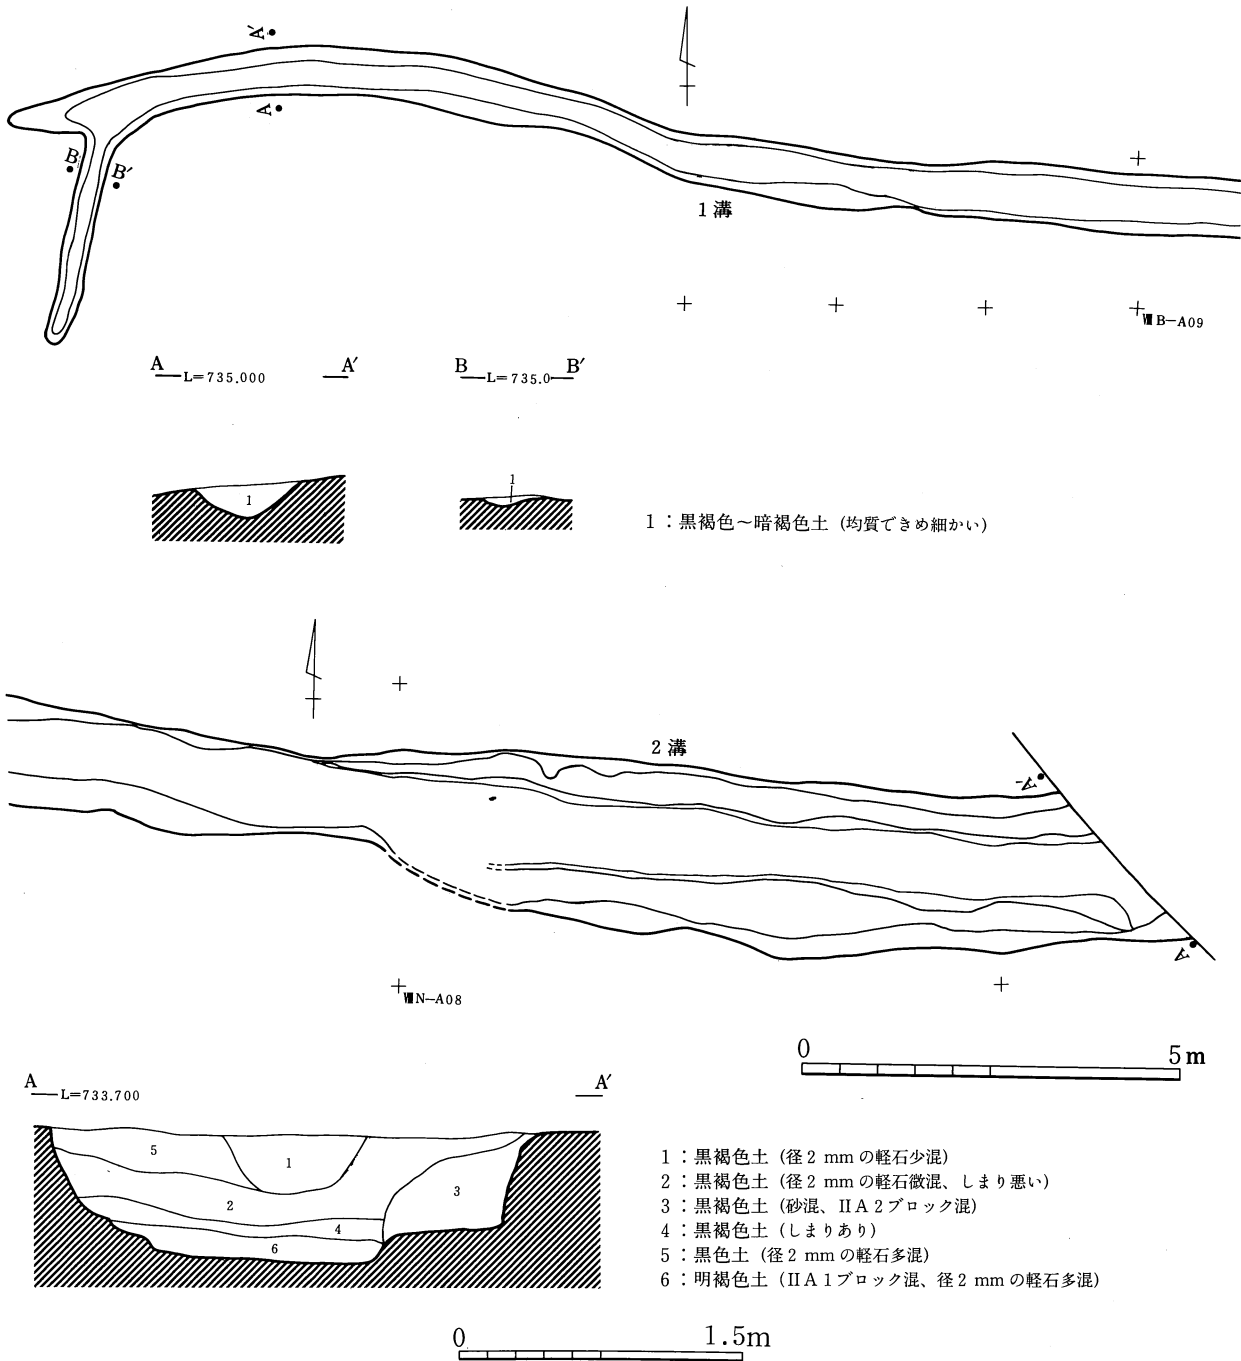 A′
A
B
B′
1溝
ⅧB−A09
A L=735.000 A′
B L=735.0 B′
1
1
1：黒褐色～暗褐色土（均質できめ細かい）
2溝
A′
A
ⅧN−A08
0 5m
A L=733.700 A′
5
1
2
3
4
6
1：黒褐色土（径2mmの軽石少混）
2：黒褐色土（径2mmの軽石微混、しまり悪い）
3：黒褐色土（砂混、ⅡA2ブロック混）
4：黒褐色土（しまりあり）
5：黒色土（径2mmの軽石多混）
6：明褐色土（ⅡA1ブロック混、径2mmの軽石多混）
0 1.5m